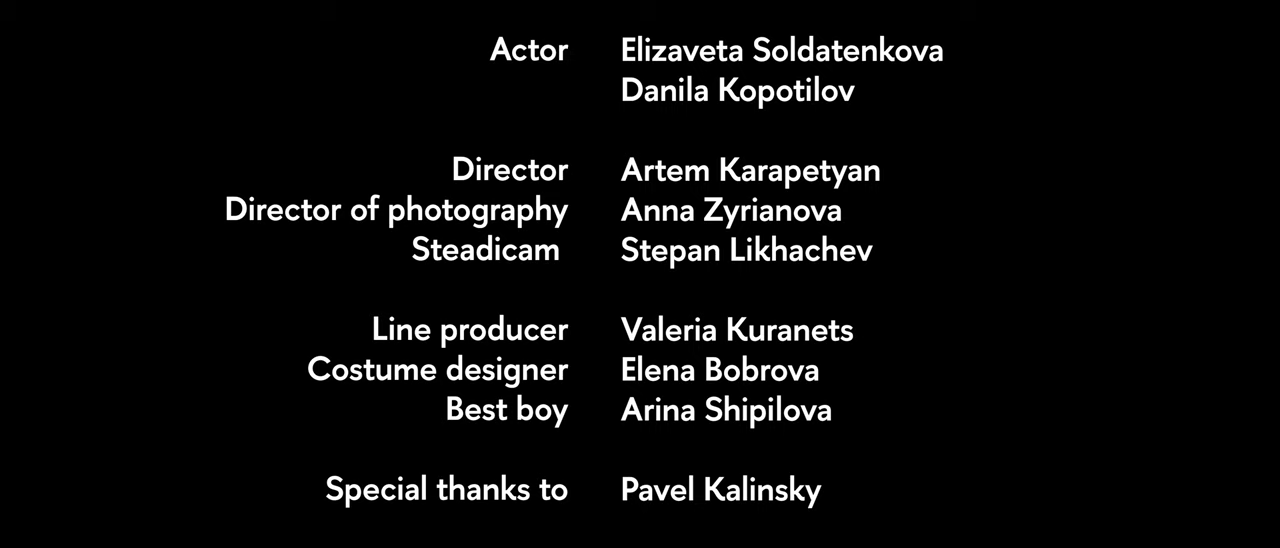 Actor Elizaveta Soldatenkova
Danila Kopotilov
Director Artem Karapetyan
Director of photography Anna Zyrianova
Steadicam Stepan Likhachev
Line producer Valeria Kuranets
Costume designer Elena Bobrova
Best boy Arina Shipilova
Special thanks to Pavel Kalinsky